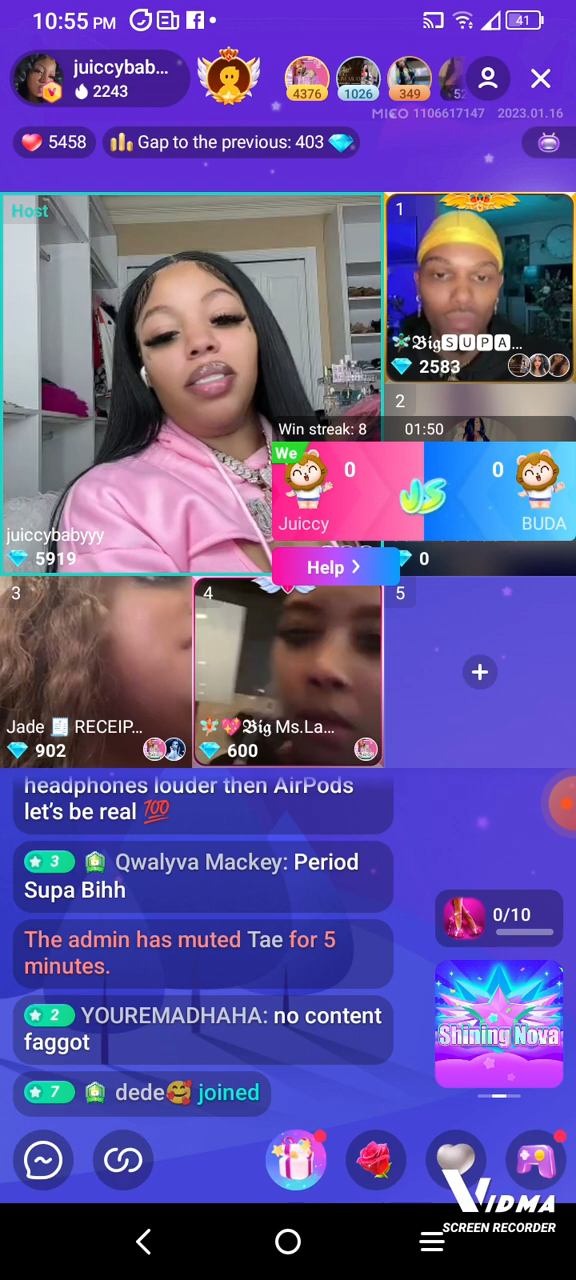 10:55 PM
41
juiccybab...
2243
4376
1026
349
52
MICO 1106617147 2023.01.16
5458
Gap to the previous: 403
Host
1
𝕭𝖎𝖌🆂🆄🅿🅰...
2583
2
Win streak: 8
01:50
We
0
0
Juiccy
BUDA
juiccybabyyy
5919
Help >
0
3
4
5
Jade 🧾 RECEIP...
𝕭𝖎𝖌 Ms.La...
902
600
headphones louder then AirPods
let's be real 💯
3 Qwalyva Mackey: Period
Supa Bihh
The admin has muted Tae for 5
minutes.
2 YOUREMADHAHA: no content
faggot
7 dede🥰 joined
0/10
Shining Nova
VIDMA
SCREEN RECORDER